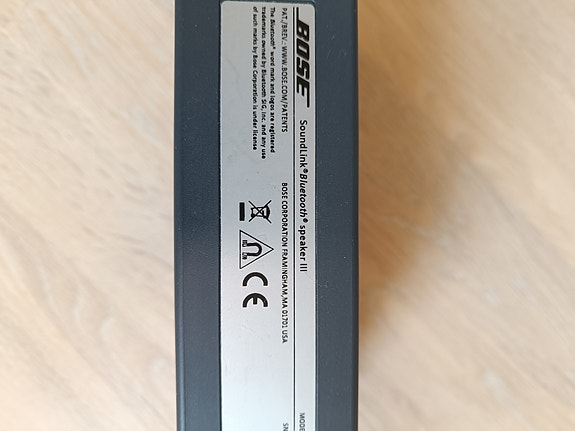 BOSE
SoundLink® Bluetooth® speaker III
PAT./BREV.: WWW.BOSE.COM/PATENTS
The Bluetooth® word mark and logos are registered
trademarks owned by Bluetooth SIG, Inc. and any use
of such marks by Bose Corporation is under license
BOSE CORPORATION FRAMINGHAM, MA 01701 USA
CE
MODE
SN